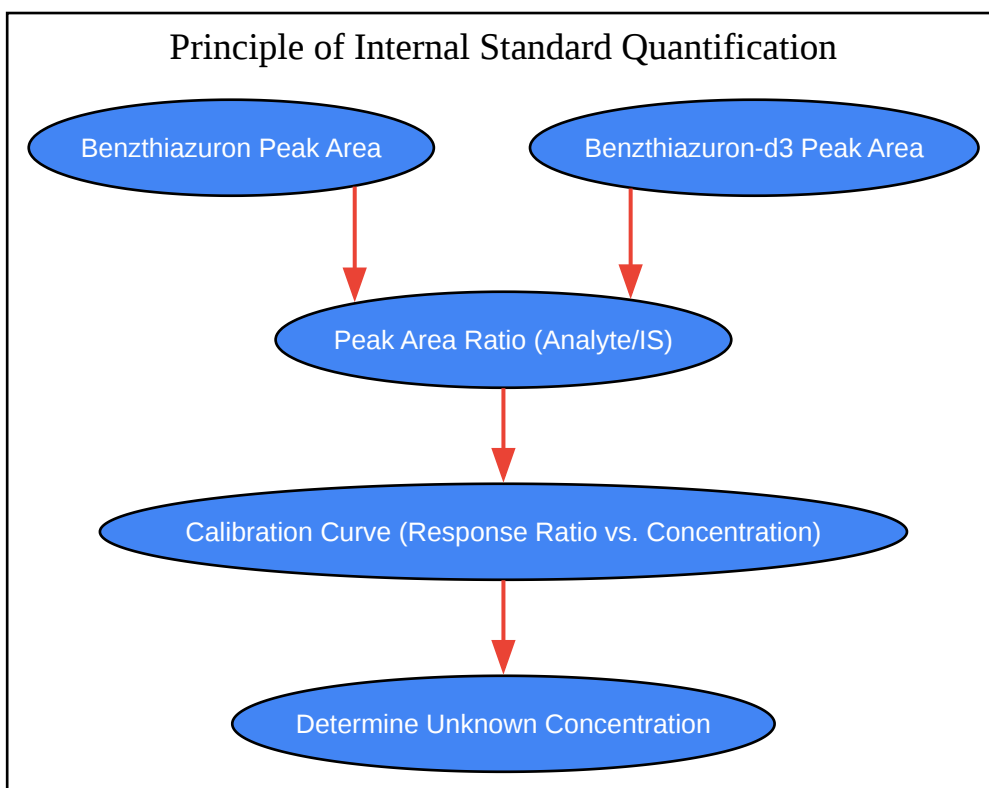 Principle of Internal Standard Quantification
Benzthiazuron Peak Area
Benzthiazuron-d3 Peak Area
Peak Area Ratio (Analyte/IS)
Calibration Curve (Response Ratio vs. Concentration)
Determine Unknown Concentration